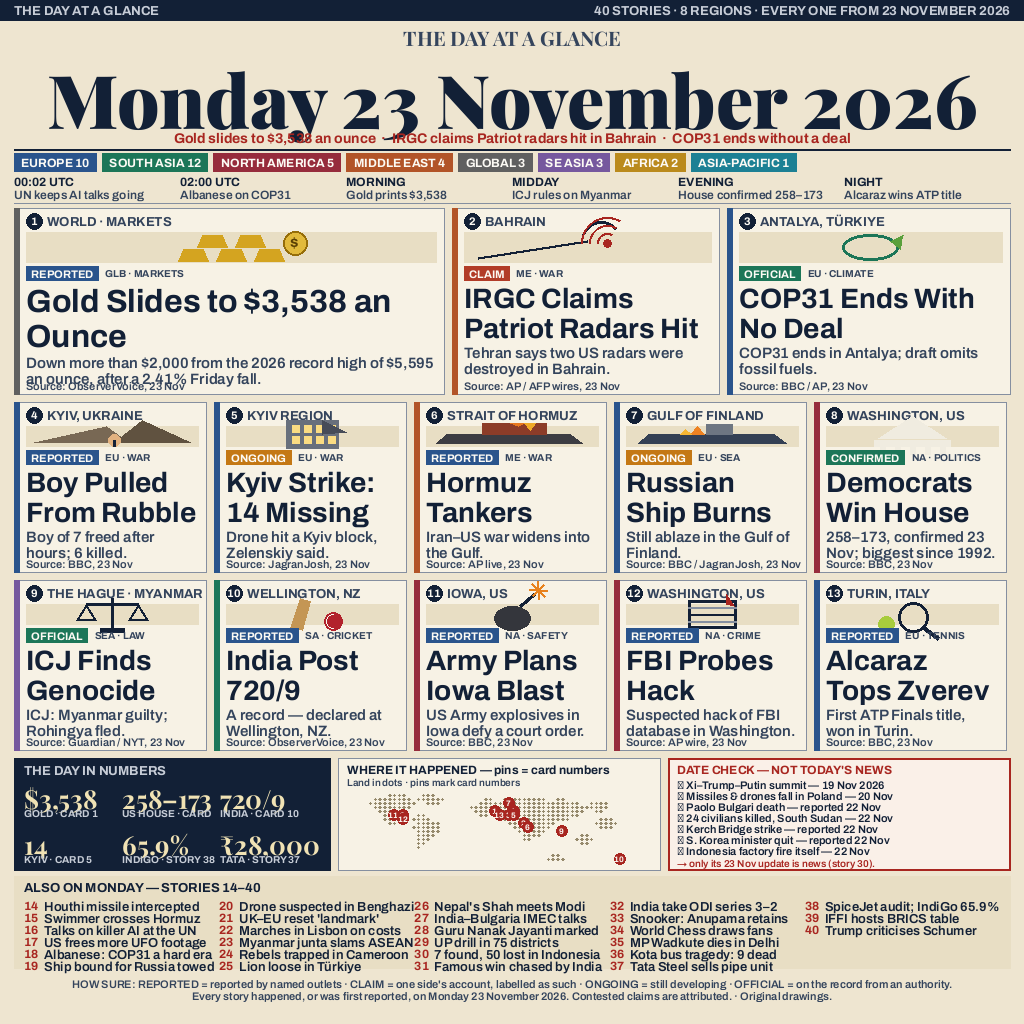 THE DAY AT A GLANCE
40 STORIES · 8 REGIONS · EVERY ONE FROM 23 NOVEMBER 2026
THE DAY AT A GLANCE
Monday 23 November 2026
Gold slides to $3,538 an ounce · IRGC claims Patriot radars hit in Bahrain · COP31 ends without a deal
EUROPE 10 SOUTH ASIA 12 NORTH AMERICA 5 MIDDLE EAST 4 GLOBAL 3 SE ASIA 3 AFRICA 2 ASIA-PACIFIC 1
00:02 UTC
UN keeps AI talks going
02:00 UTC
Albanese on COP31
MORNING
Gold prints $3,538
MIDDAY
ICJ rules on Myanmar
EVENING
House confirmed 258–173
NIGHT
Alcaraz wins ATP title
1 WORLD · MARKETS
$
REPORTED GLB · MARKETS
Gold Slides to $3,538 an
Ounce
Down more than $2,000 from the 2026 record high of $5,595
an ounce, after a 2.41% Friday fall.
Source: ObserverVoice, 23 Nov
2 BAHRAIN
CLAIM ME · WAR
IRGC Claims
Patriot Radars Hit
Tehran says two US radars were
destroyed in Bahrain.
Source: AP / AFP wires, 23 Nov
3 ANTALYA, TÜRKIYE
OFFICIAL EU · CLIMATE
COP31 Ends With
No Deal
COP31 ends in Antalya; draft omits
fossil fuels.
Source: BBC / AP, 23 Nov
4 KYIV, UKRAINE
REPORTED EU · WAR
Boy Pulled
From Rubble
Boy of 7 freed after
hours; 6 killed.
Source: BBC, 23 Nov
5 KYIV REGION
ONGOING EU · WAR
Kyiv Strike:
14 Missing
Drone hit a Kyiv block,
Zelenskiy said.
Source: JagranJosh, 23 Nov
6 STRAIT OF HORMUZ
REPORTED ME · WAR
Hormuz
Tankers
Iran–US war widens into
the Gulf.
Source: AP live, 23 Nov
7 GULF OF FINLAND
ONGOING EU · SEA
Russian
Ship Burns
Still ablaze in the Gulf of
Finland.
Source: BBC / JagranJosh, 23 Nov
8 WASHINGTON, US
CONFIRMED NA · POLITICS
Democrats
Win House
258–173, confirmed 23
Nov; biggest since 1992.
Source: BBC, 23 Nov
9 THE HAGUE · MYANMAR
OFFICIAL SEA · LAW
ICJ Finds
Genocide
ICJ: Myanmar guilty;
Rohingya fled.
Source: Guardian / NYT, 23 Nov
10 WELLINGTON, NZ
REPORTED SA · CRICKET
India Post
720/9
A record — declared at
Wellington, NZ.
Source: ObserverVoice, 23 Nov
11 IOWA, US
REPORTED NA · SAFETY
Army Plans
Iowa Blast
US Army explosives in
Iowa defy a court order.
Source: BBC, 23 Nov
12 WASHINGTON, US
REPORTED NA · CRIME
FBI Probes
Hack
Suspected hack of FBI
database in Washington.
Source: AP wire, 23 Nov
13 TURIN, ITALY
REPORTED EU · TENNIS
Alcaraz
Tops Zverev
First ATP Finals title,
won in Turin.
Source: BBC, 23 Nov
THE DAY IN NUMBERS
$3,538
GOLD · CARD 1
258–173
US HOUSE · CARD
720/9
INDIA · CARD 10
14
KYIV · CARD 5
65.9%
INDIGO · STORY 38
₹28,000
TATA · STORY 37
WHERE IT HAPPENED — pins = card numbers
Land in dots · pins mark card numbers
12
7
13
5
6
9
10
DATE CHECK — NOT TODAY'S NEWS
Xi–Trump–Putin summit — 19 Nov 2026
Missiles & drones fall in Poland — 20 Nov
Paolo Bulgari death — reported 22 Nov
24 civilians killed, South Sudan — 22 Nov
Kerch Bridge strike — reported 22 Nov
S. Korea minister quit — reported 22 Nov
Indonesia factory fire itself — 22 Nov
→ only its 23 Nov update is news (story 30).
ALSO ON MONDAY — STORIES 14–40
14 Houthi missile intercepted
15 Swimmer crosses Hormuz
16 Talks on killer AI at the UN
17 US frees more UFO footage
18 Albanese: COP31 a hard era
19 Ship bound for Russia towed
20 Drone suspected in Benghazi
21 UK–EU reset 'landmark'
22 Marches in Lisbon on costs
23 Myanmar junta slams ASEAN
24 Rebels trapped in Cameroon
25 Lion loose in Türkiye
26 Nepal's Shah meets Modi
27 India–Bulgaria IMEC talks
28 Guru Nanak Jayanti marked
29 UP drill in 75 districts
30 7 found, 50 lost in Indonesia
31 Famous win chased by India
32 India take ODI series 3–2
33 Snooker: Anupama retains
34 World Chess draws fans
35 MP Wadkute dies in Delhi
36 Kota bus tragedy: 9 dead
37 Tata Steel sells pipe unit
38 SpiceJet audit; IndiGo 65.9%
39 IFFI hosts BRICS table
40 Trump criticises Schumer
HOW SURE: REPORTED = reported by named outlets · CLAIM = one side's account, labelled as such · ONGOING = still developing · OFFICIAL = on the record from an authority.
Every story happened, or was first reported, on Monday 23 November 2026. Contested claims are attributed. · Original drawings.